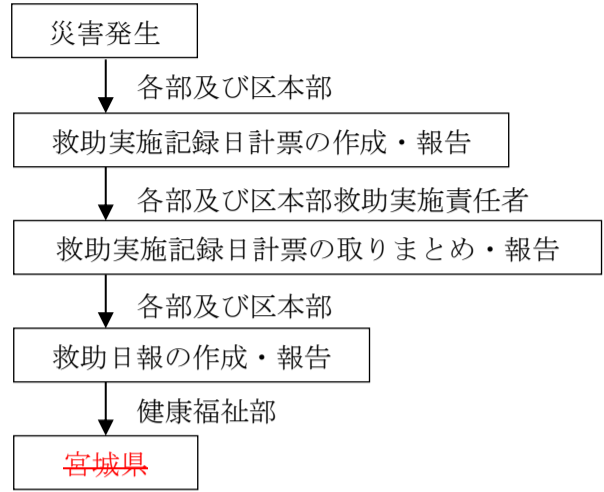 災害発生
各部及び区本部
救助実施記録日計票の作成・報告
各部及び区本部救助実施責任者
救助実施記録日計票の取りまとめ・報告
各部及び区本部
救助日報の作成・報告
健康福祉部
宮城県